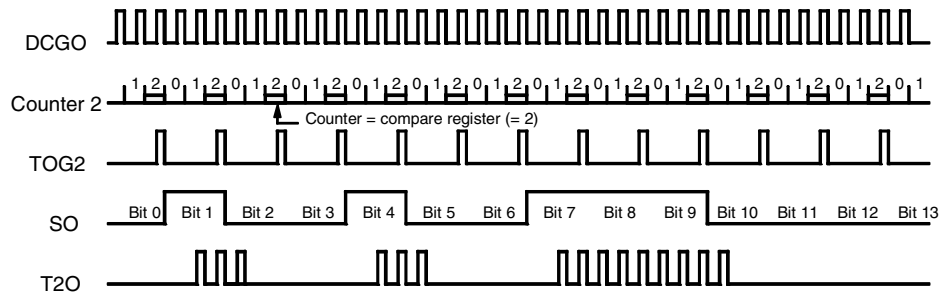 DCGO
Counter 2 1 2 0 1 2 0 1 2 0 1 2 0 1 2 0 1 2 0 1 2 0 1 2 0 1 2 0 1 2 0 1 2 0 1 2 0 1 2 0 1
Counter = compare register (= 2)
TOG2
SO Bit 0 Bit 1 Bit 2 Bit 3 Bit 4 Bit 5 Bit 6 Bit 7 Bit 8 Bit 9 Bit 10 Bit 11 Bit 12 Bit 13
T2O